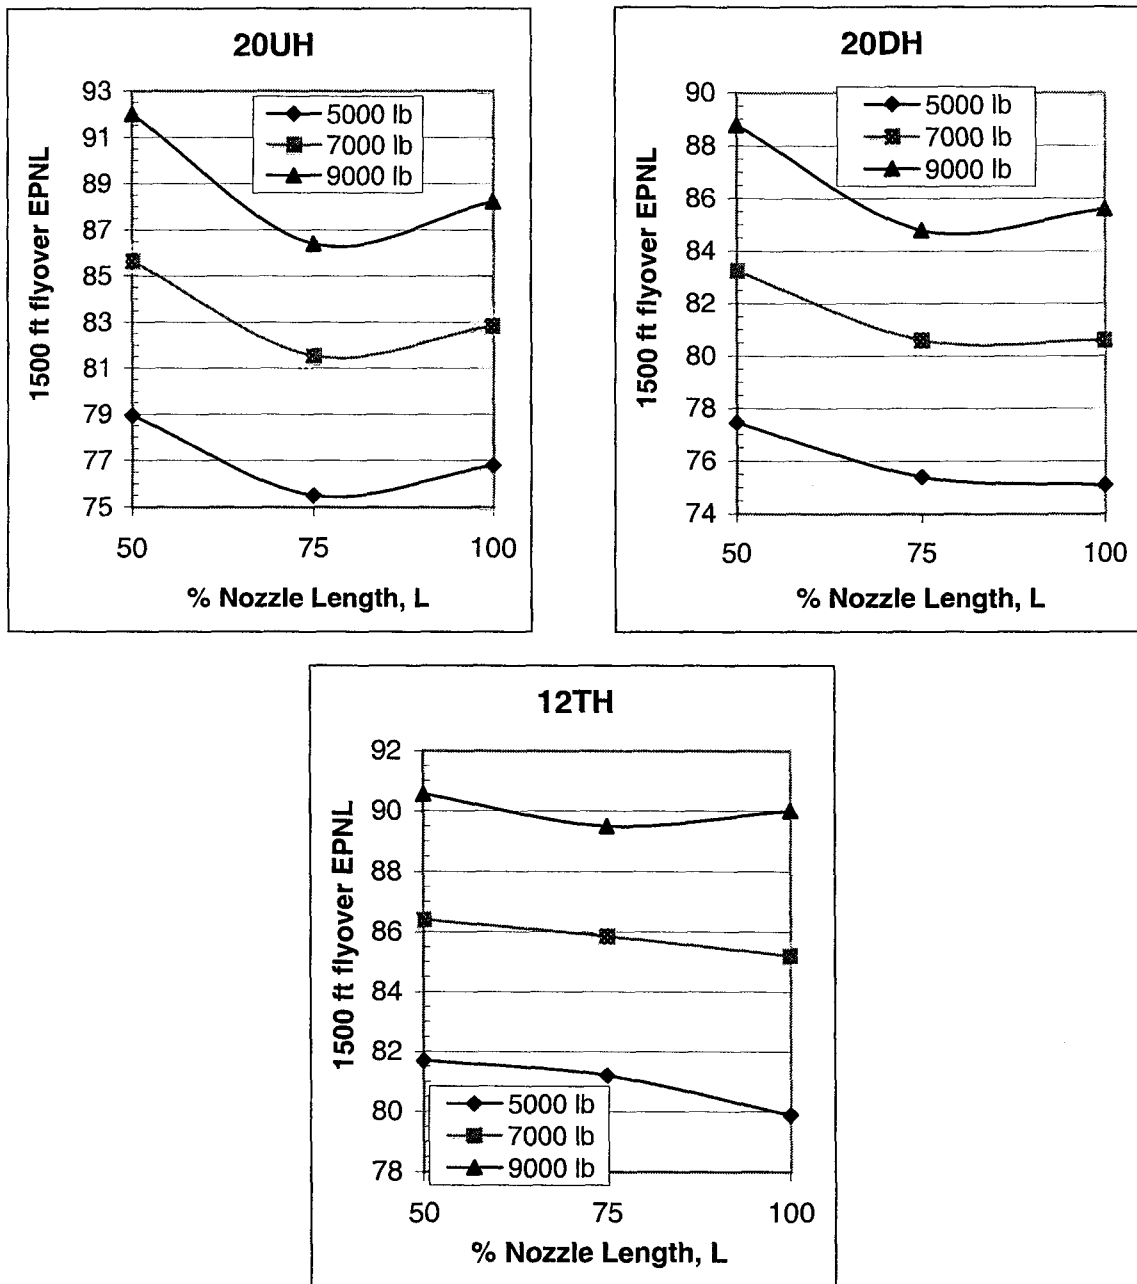 20UH
93
91
89
87
85
83
81
79
77
75
1500 ft flyover EPNL
5000 lb
7000 lb
9000 lb
50 75 100
% Nozzle Length, L
20DH
90
88
86
84
82
80
78
76
74
1500 ft flyover EPNL
5000 lb
7000 lb
9000 lb
50 75 100
% Nozzle Length, L
12TH
92
90
88
86
84
82
80
78
1500 ft flyover EPNL
5000 lb
7000 lb
9000 lb
50 75 100
% Nozzle Length, L